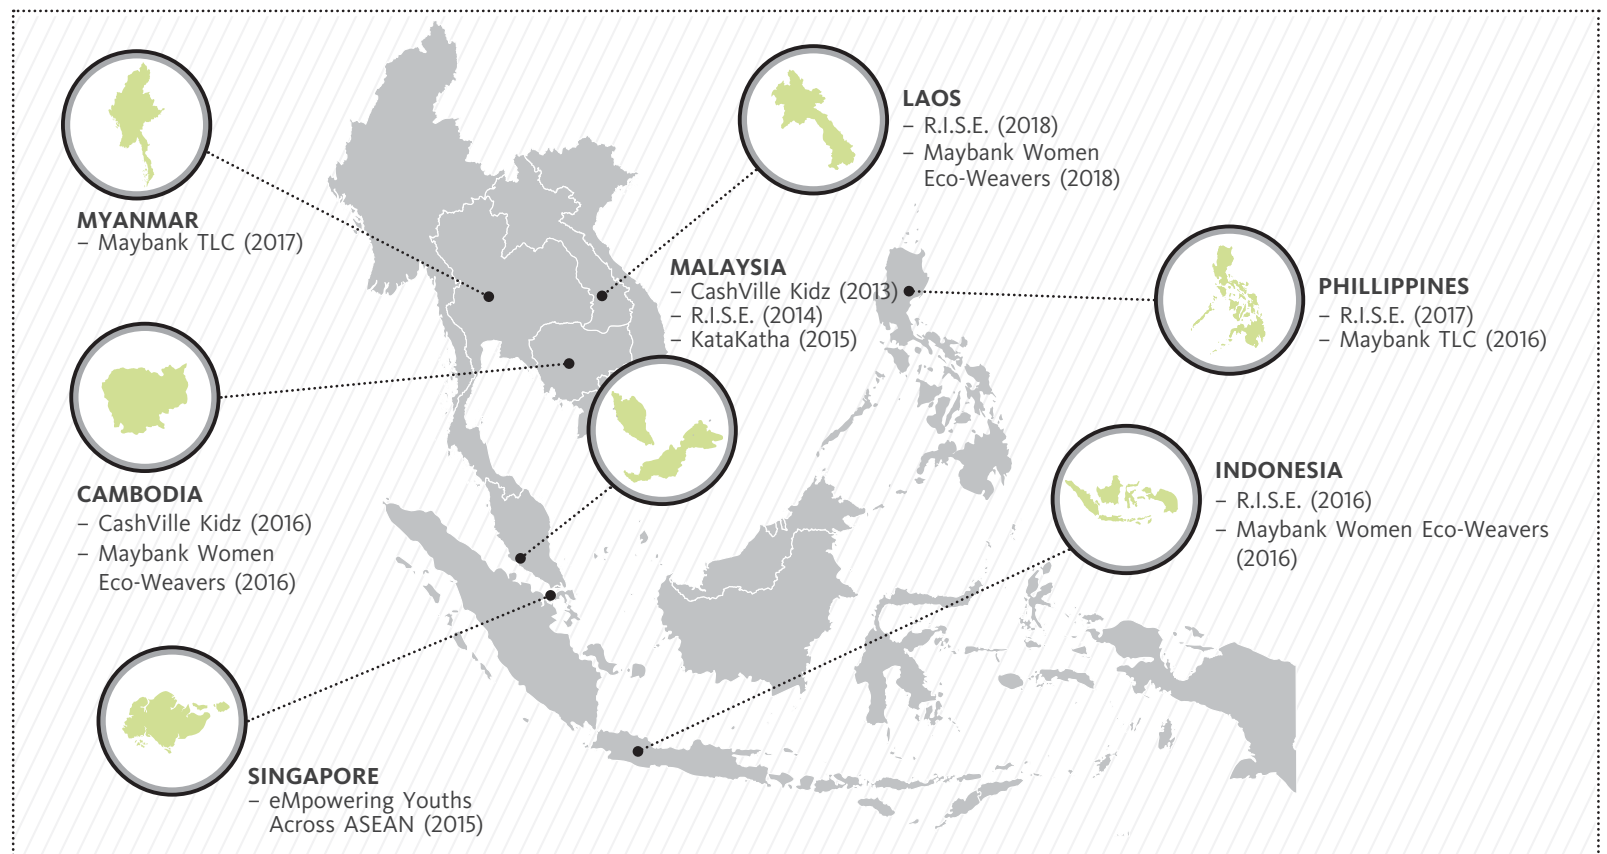 MYANMAR
– Maybank TLC (2017)
LAOS
– R.I.S.E. (2018)
– Maybank Women
Eco-Weavers (2018)
MALAYSIA
– CashVille Kidz (2013)
– R.I.S.E. (2014)
– KataKatha (2015)
PHILLIPPINES
– R.I.S.E. (2017)
– Maybank TLC (2016)
CAMBODIA
– CashVille Kidz (2016)
– Maybank Women
Eco-Weavers (2016)
INDONESIA
– R.I.S.E. (2016)
– Maybank Women Eco-Weavers
(2016)
SINGAPORE
– eMpowering Youths
Across ASEAN (2015)